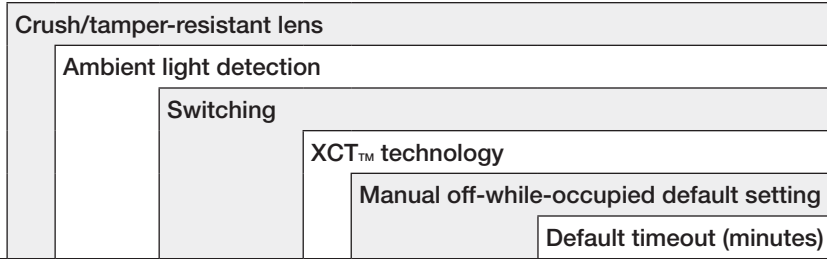 Crush/tamper-resistant lens
Ambient light detection
Switching
XCT™ technology
Manual off-while-occupied default setting
Default timeout (minutes)